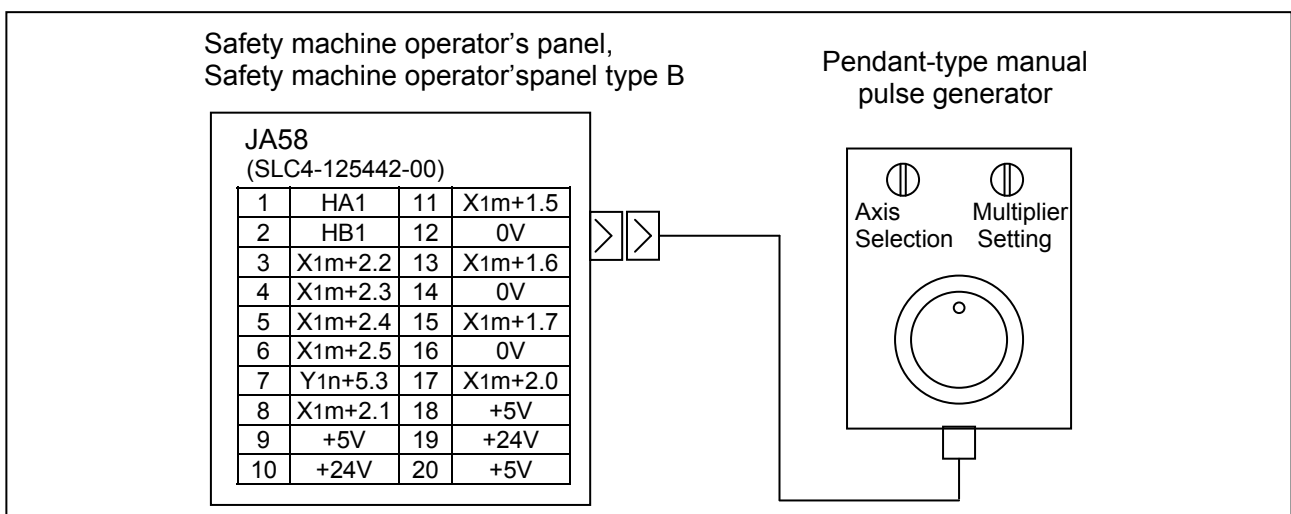 Safety machine operator's panel,
Safety machine operator'spanel type B
Pendant-type manual
pulse generator
JA58
(SLC4-125442-00)
1 HA1 11 X1m+1.5
2 HB1 12 0V
3 X1m+2.2 13 X1m+1.6
4 X1m+2.3 14 0V
5 X1m+2.4 15 X1m+1.7
6 X1m+2.5 16 0V
7 Y1n+5.3 17 X1m+2.0
8 X1m+2.1 18 +5V
9 +5V 19 +24V
10 +24V 20 +5V
Axis
Selection
Multiplier
Setting